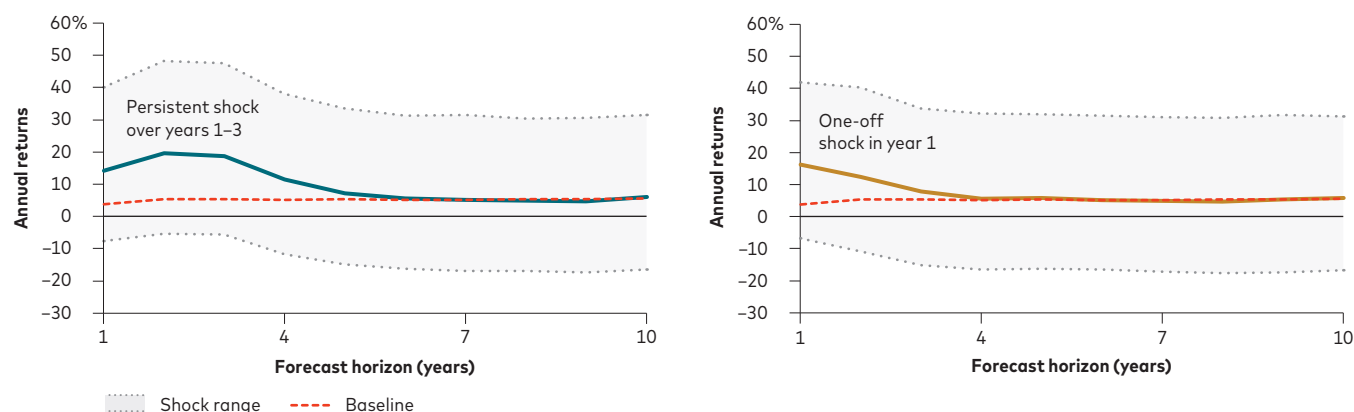 60%
50
40
30
20
10
0
–10
–20
–30
Annual returns
Persistent shock
over years 1–3
1
4
7
10
Forecast horizon (years)
60%
50
40
30
20
10
0
–10
–20
–30
Annual returns
One-off
shock in year 1
1
4
7
10
Forecast horizon (years)
Shock range
Baseline